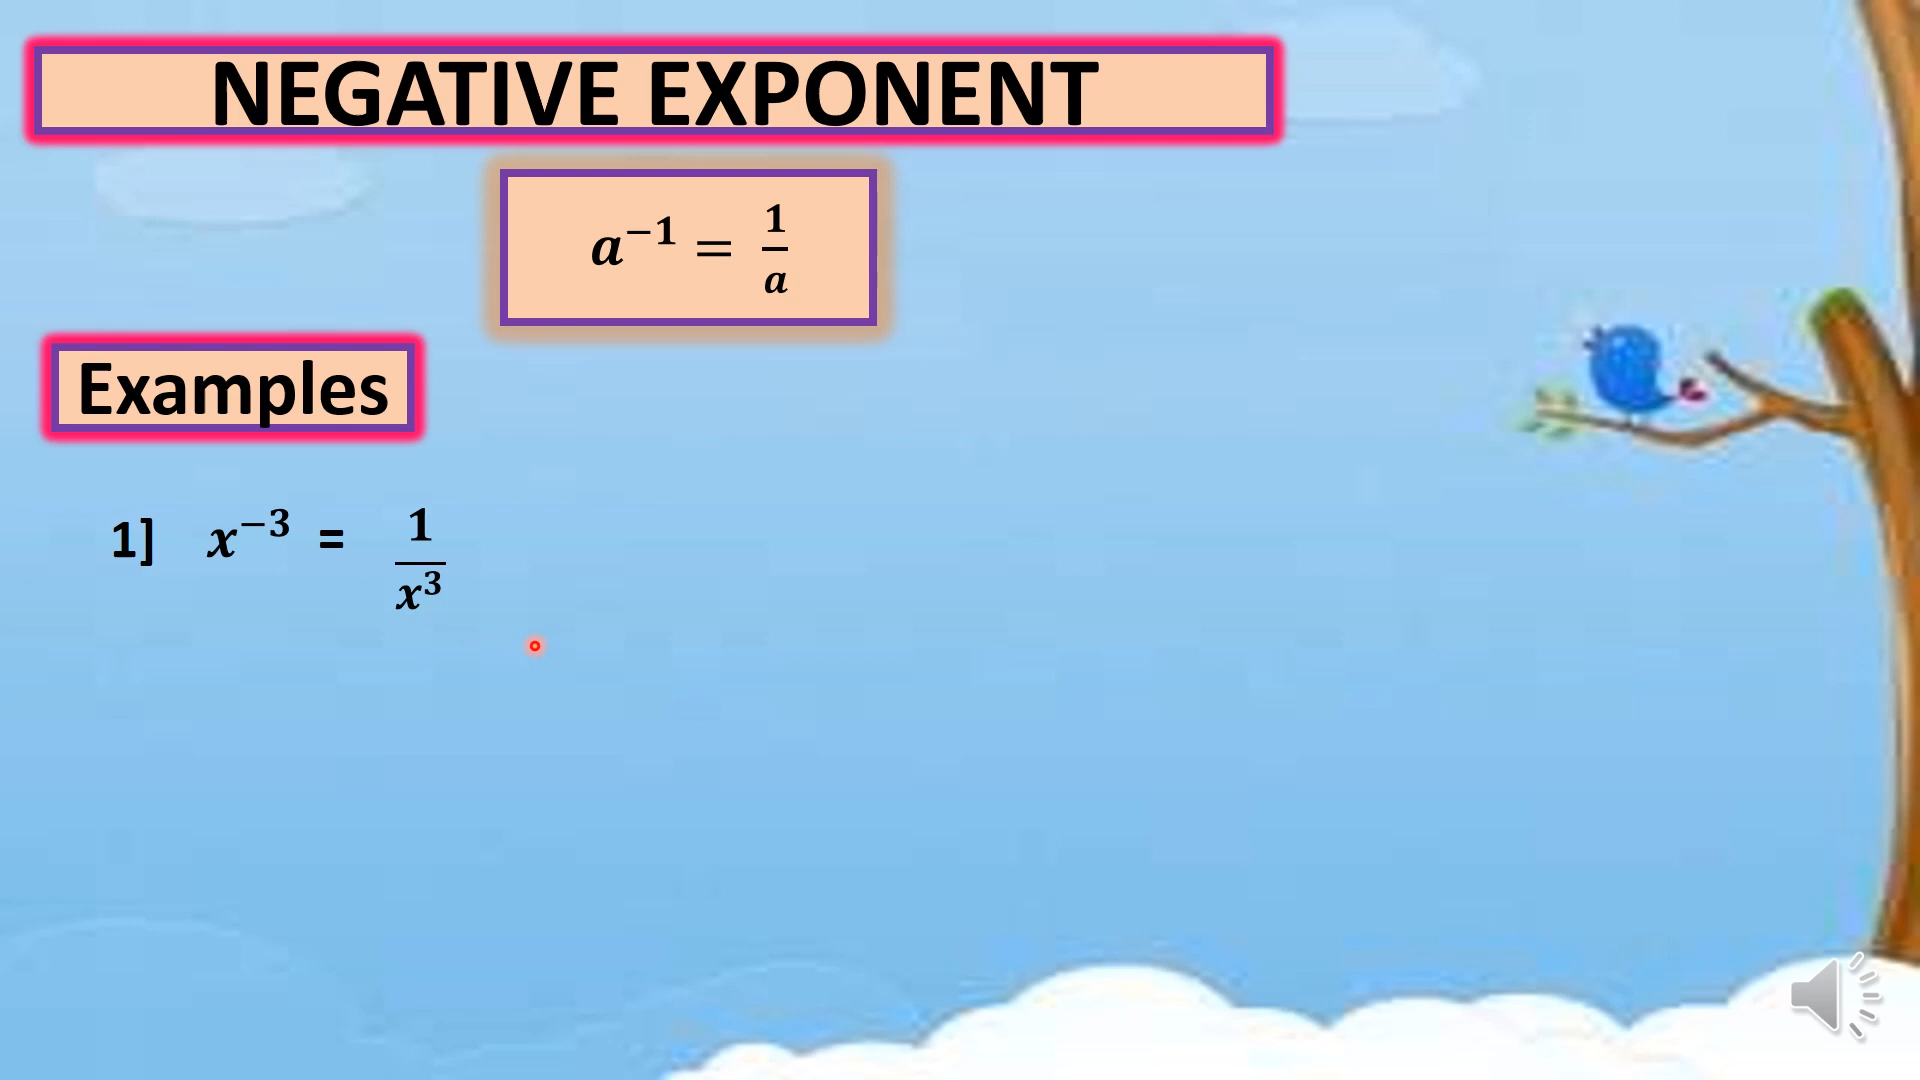 NEGATIVE EXPONENT
a⁻¹ = 1/a
Examples
1] x⁻³ = 1/x³